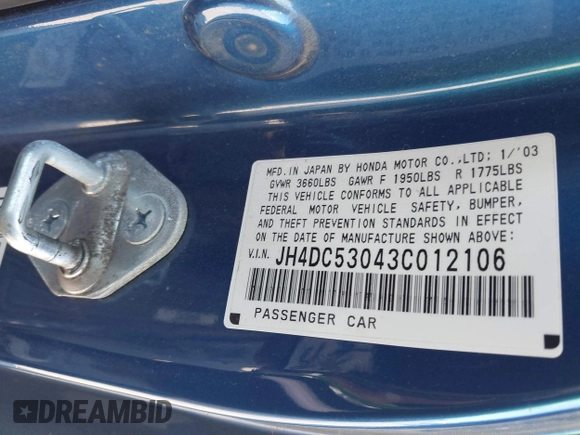 MFD.IN JAPAN BY HONDA MOTOR CO.,LTD; 1/'03
GVWR 3660LBS GAWR F 1950LBS R 1775LBS
THIS VEHICLE CONFORMS TO ALL APPLICABLE
FEDERAL MOTOR VEHICLE SAFETY, BUMPER,
AND THEFT PREVENTION STANDARDS IN EFFECT
ON THE DATE OF MANUFACTURE SHOWN ABOVE:
V.I.N. JH4DC53043C012106
PASSENGER CAR
DREAMBID